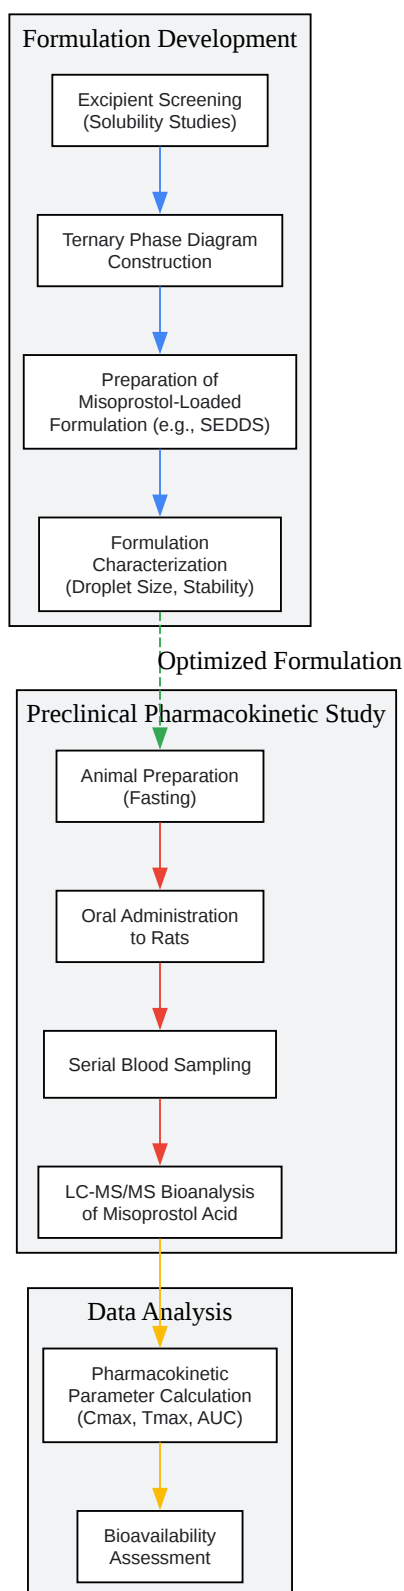 Formulation Development
Excipient Screening
(Solubility Studies)
Ternary Phase Diagram
Construction
Preparation of
Misoprostol-Loaded
Formulation (e.g., SEDDS)
Formulation
Characterization
(Droplet Size, Stability)
Optimized Formulation
Preclinical Pharmacokinetic Study
Animal Preparation
(Fasting)
Oral Administration
to Rats
Serial Blood Sampling
LC-MS/MS Bioanalysis
of Misoprostol Acid
Data Analysis
Pharmacokinetic
Parameter Calculation
(Cmax, Tmax, AUC)
Bioavailability
Assessment